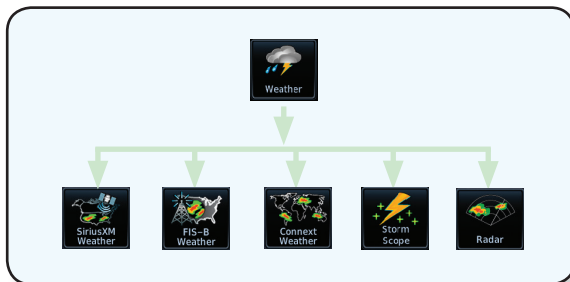 Weather
SiriusXM
Weather
FIS-B
Weather
Connext
Weather
Storm
Scope
Radar